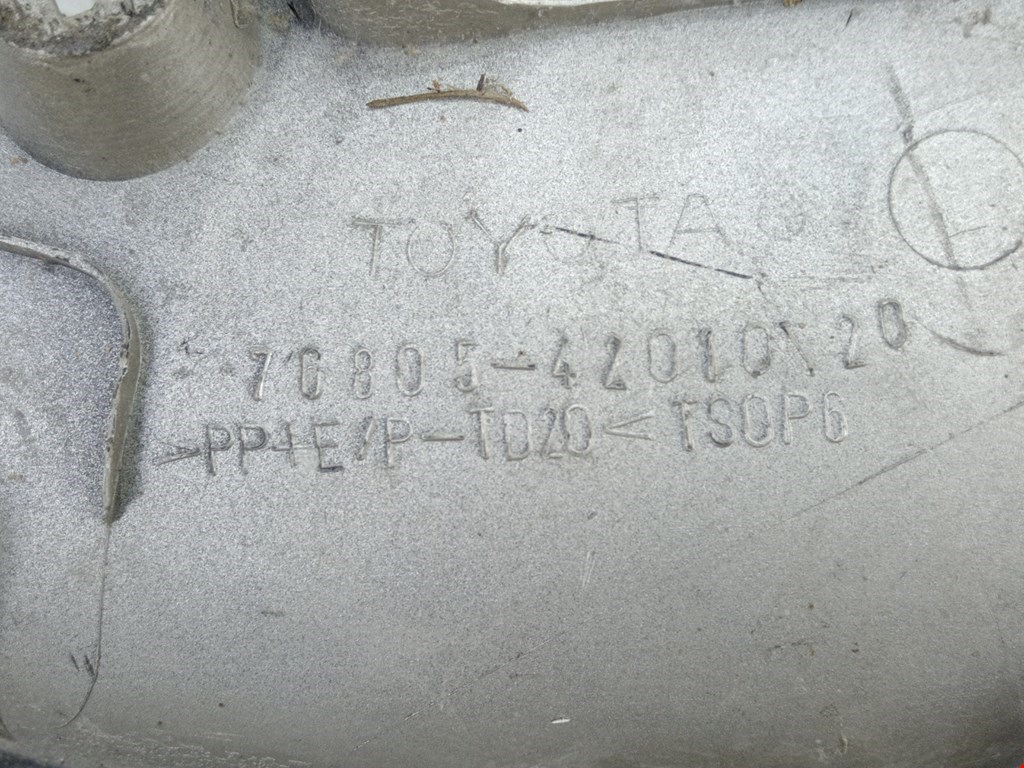 TOYOTA
L
76805-42010
20
>PP+E/P-TD20< TSOP6